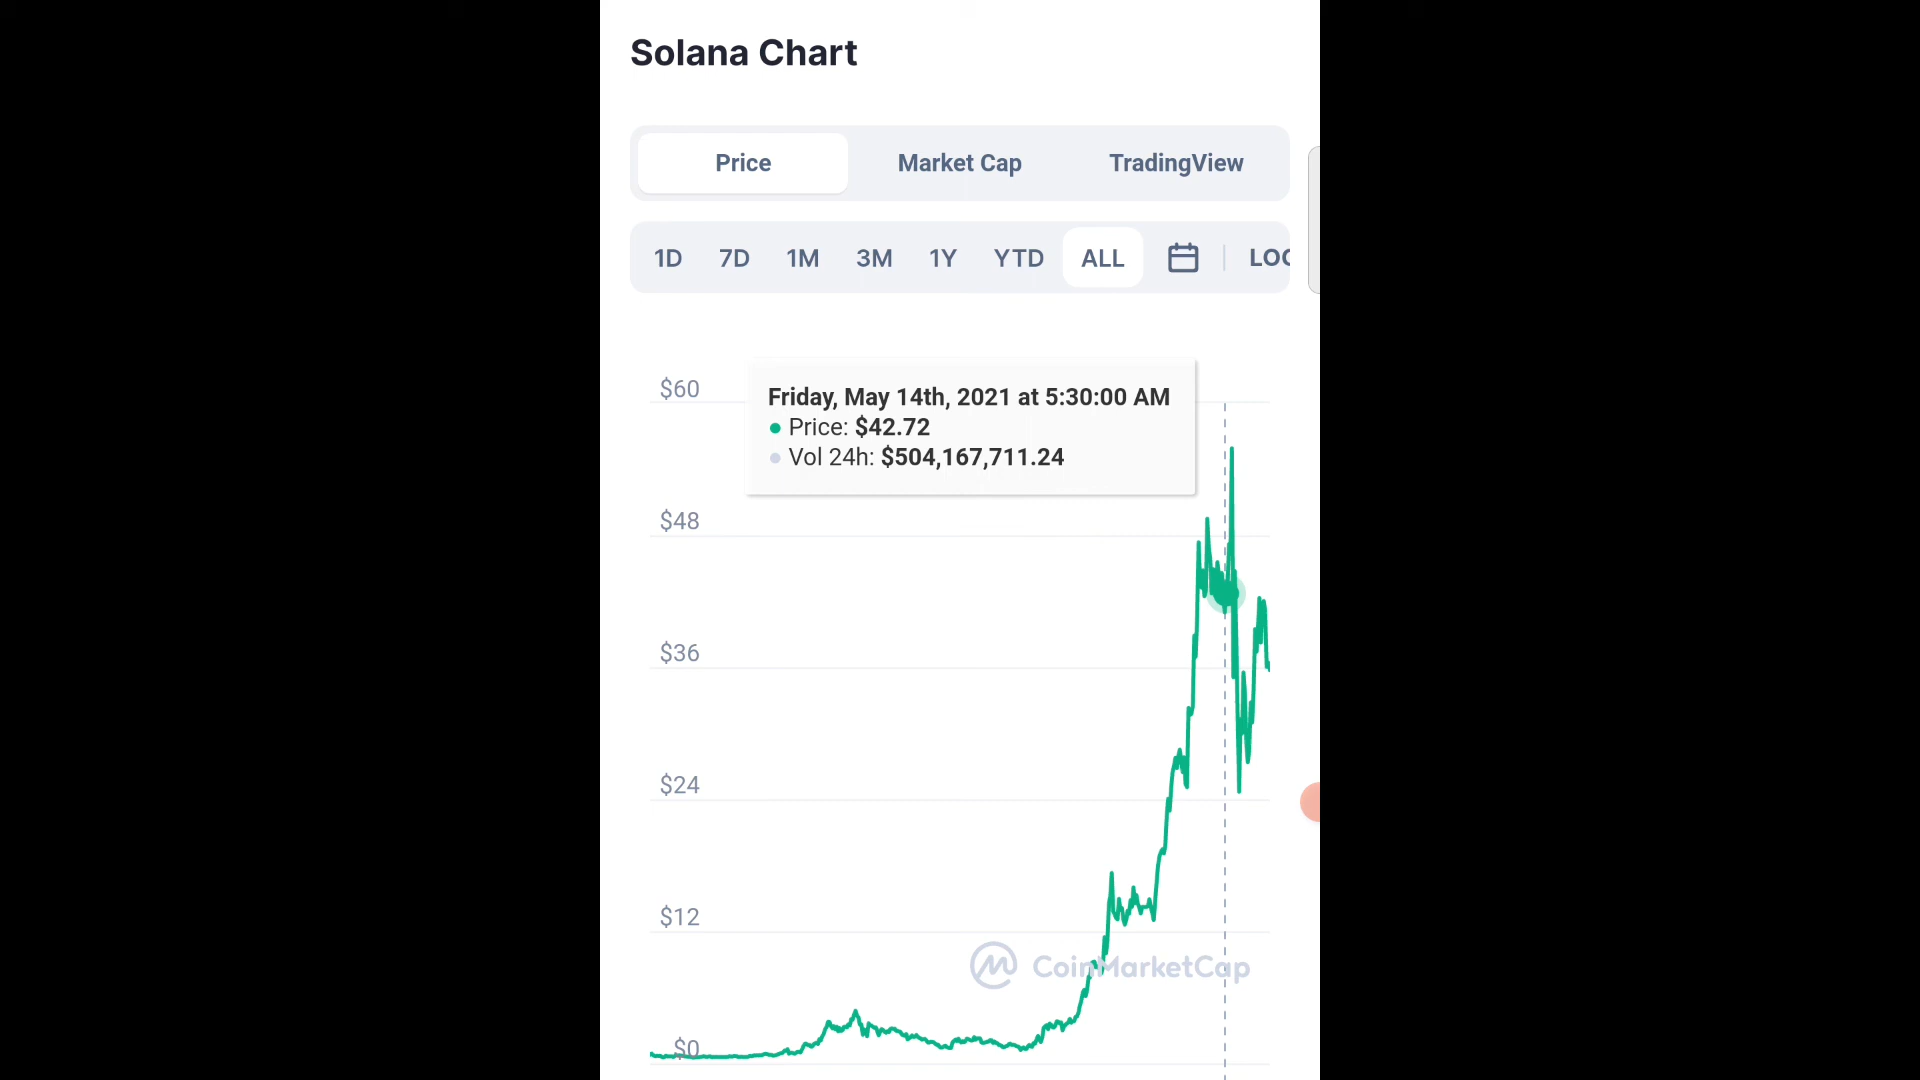 Solana Chart
Price Market Cap TradingView
1D 7D 1M 3M 1Y YTD ALL LOC
$60
Friday, May 14th, 2021 at 5:30:00 AM
Price: $42.72
Vol 24h: $504,167,711.24
$48
$36
$24
$12
CoinMarketCap
$0